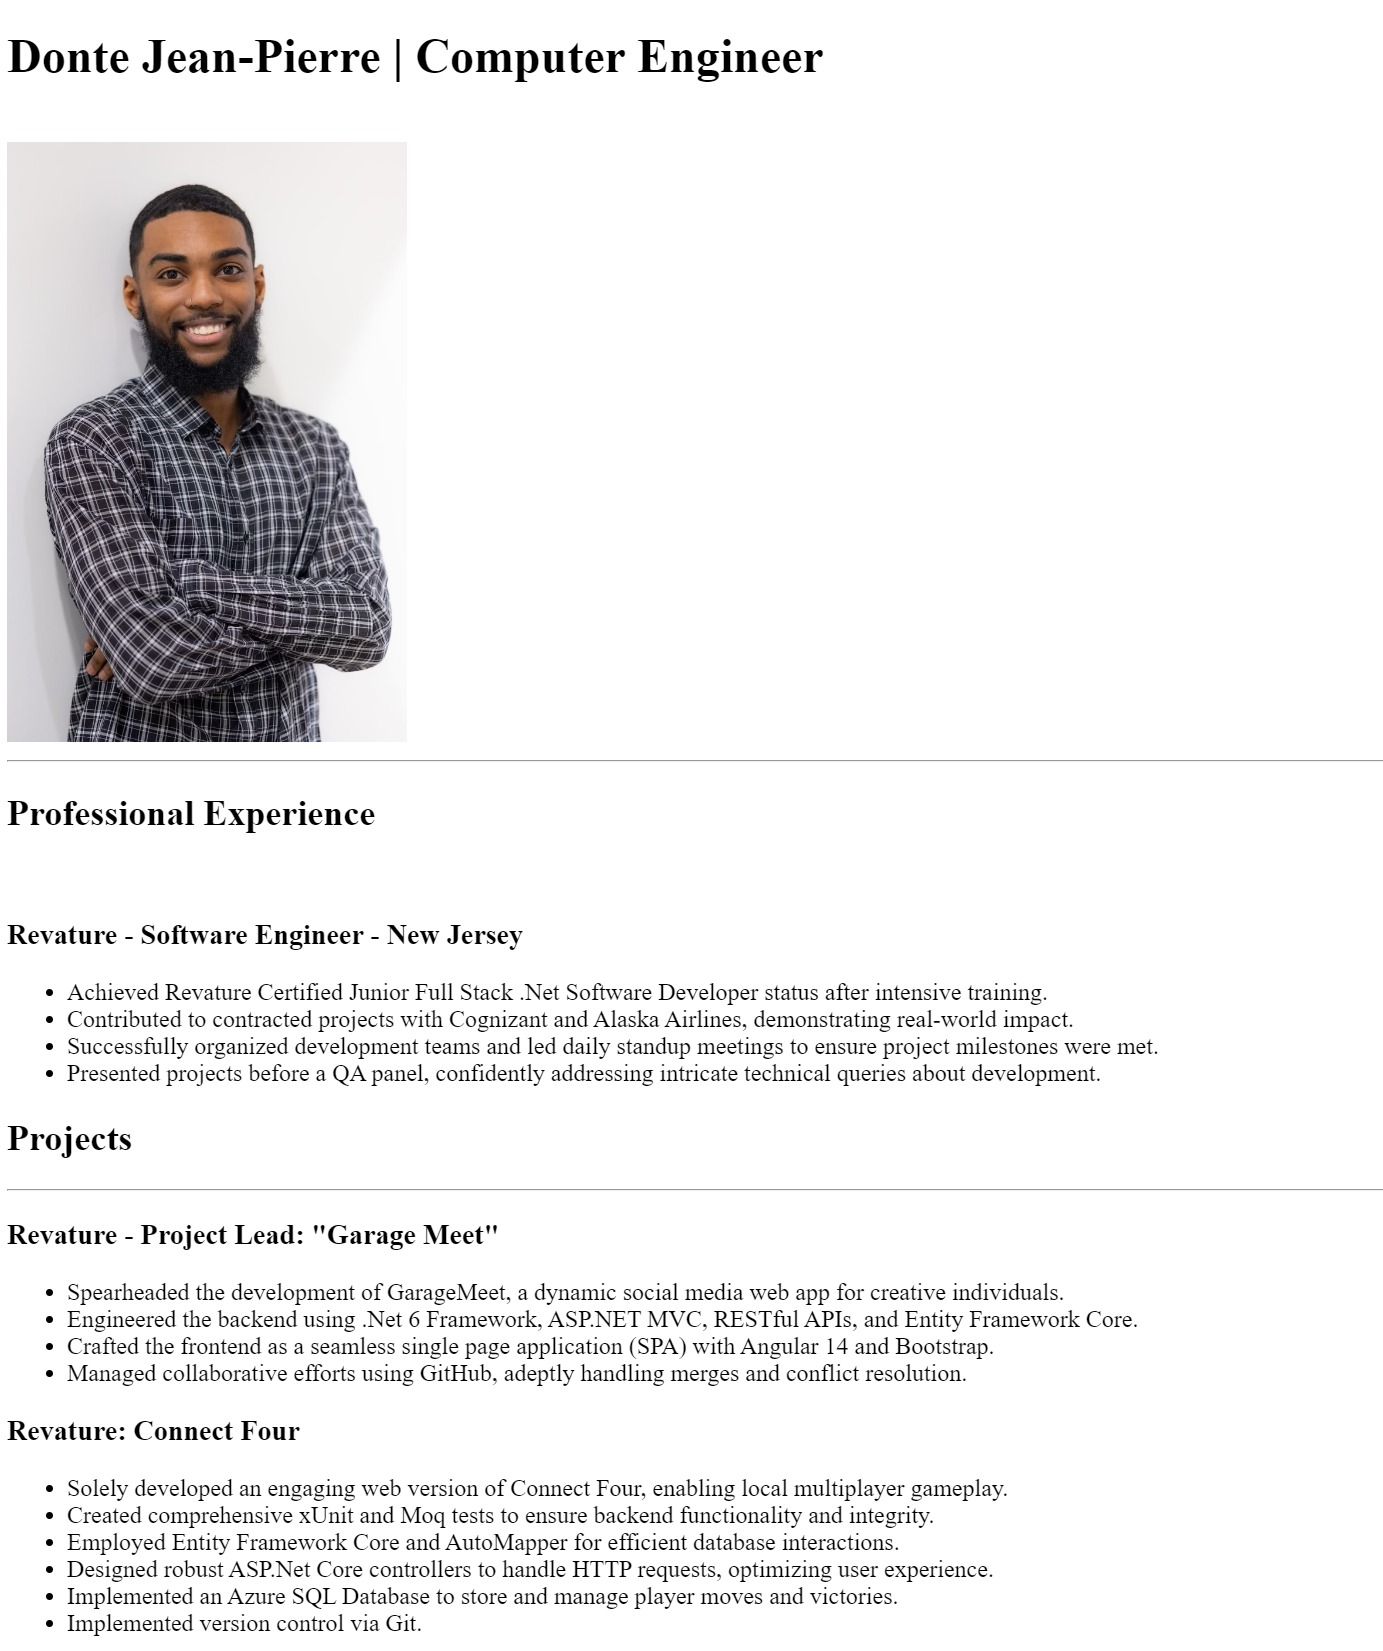 Donte Jean-Pierre | Computer Engineer
Professional Experience
Revature - Software Engineer - New Jersey
• Achieved Revature Certified Junior Full Stack .Net Software Developer status after intensive training.
• Contributed to contracted projects with Cognizant and Alaska Airlines, demonstrating real-world impact.
• Successfully organized development teams and led daily standup meetings to ensure project milestones were met.
• Presented projects before a QA panel, confidently addressing intricate technical queries about development.
Projects
Revature - Project Lead: "Garage Meet"
• Spearheaded the development of GarageMeet, a dynamic social media web app for creative individuals.
• Engineered the backend using .Net 6 Framework, ASP.NET MVC, RESTful APIs, and Entity Framework Core.
• Crafted the frontend as a seamless single page application (SPA) with Angular 14 and Bootstrap.
• Managed collaborative efforts using GitHub, adeptly handling merges and conflict resolution.
Revature: Connect Four
• Solely developed an engaging web version of Connect Four, enabling local multiplayer gameplay.
• Created comprehensive xUnit and Moq tests to ensure backend functionality and integrity.
• Employed Entity Framework Core and AutoMapper for efficient database interactions.
• Designed robust ASP.Net Core controllers to handle HTTP requests, optimizing user experience.
• Implemented an Azure SQL Database to store and manage player moves and victories.
• Implemented version control via Git.